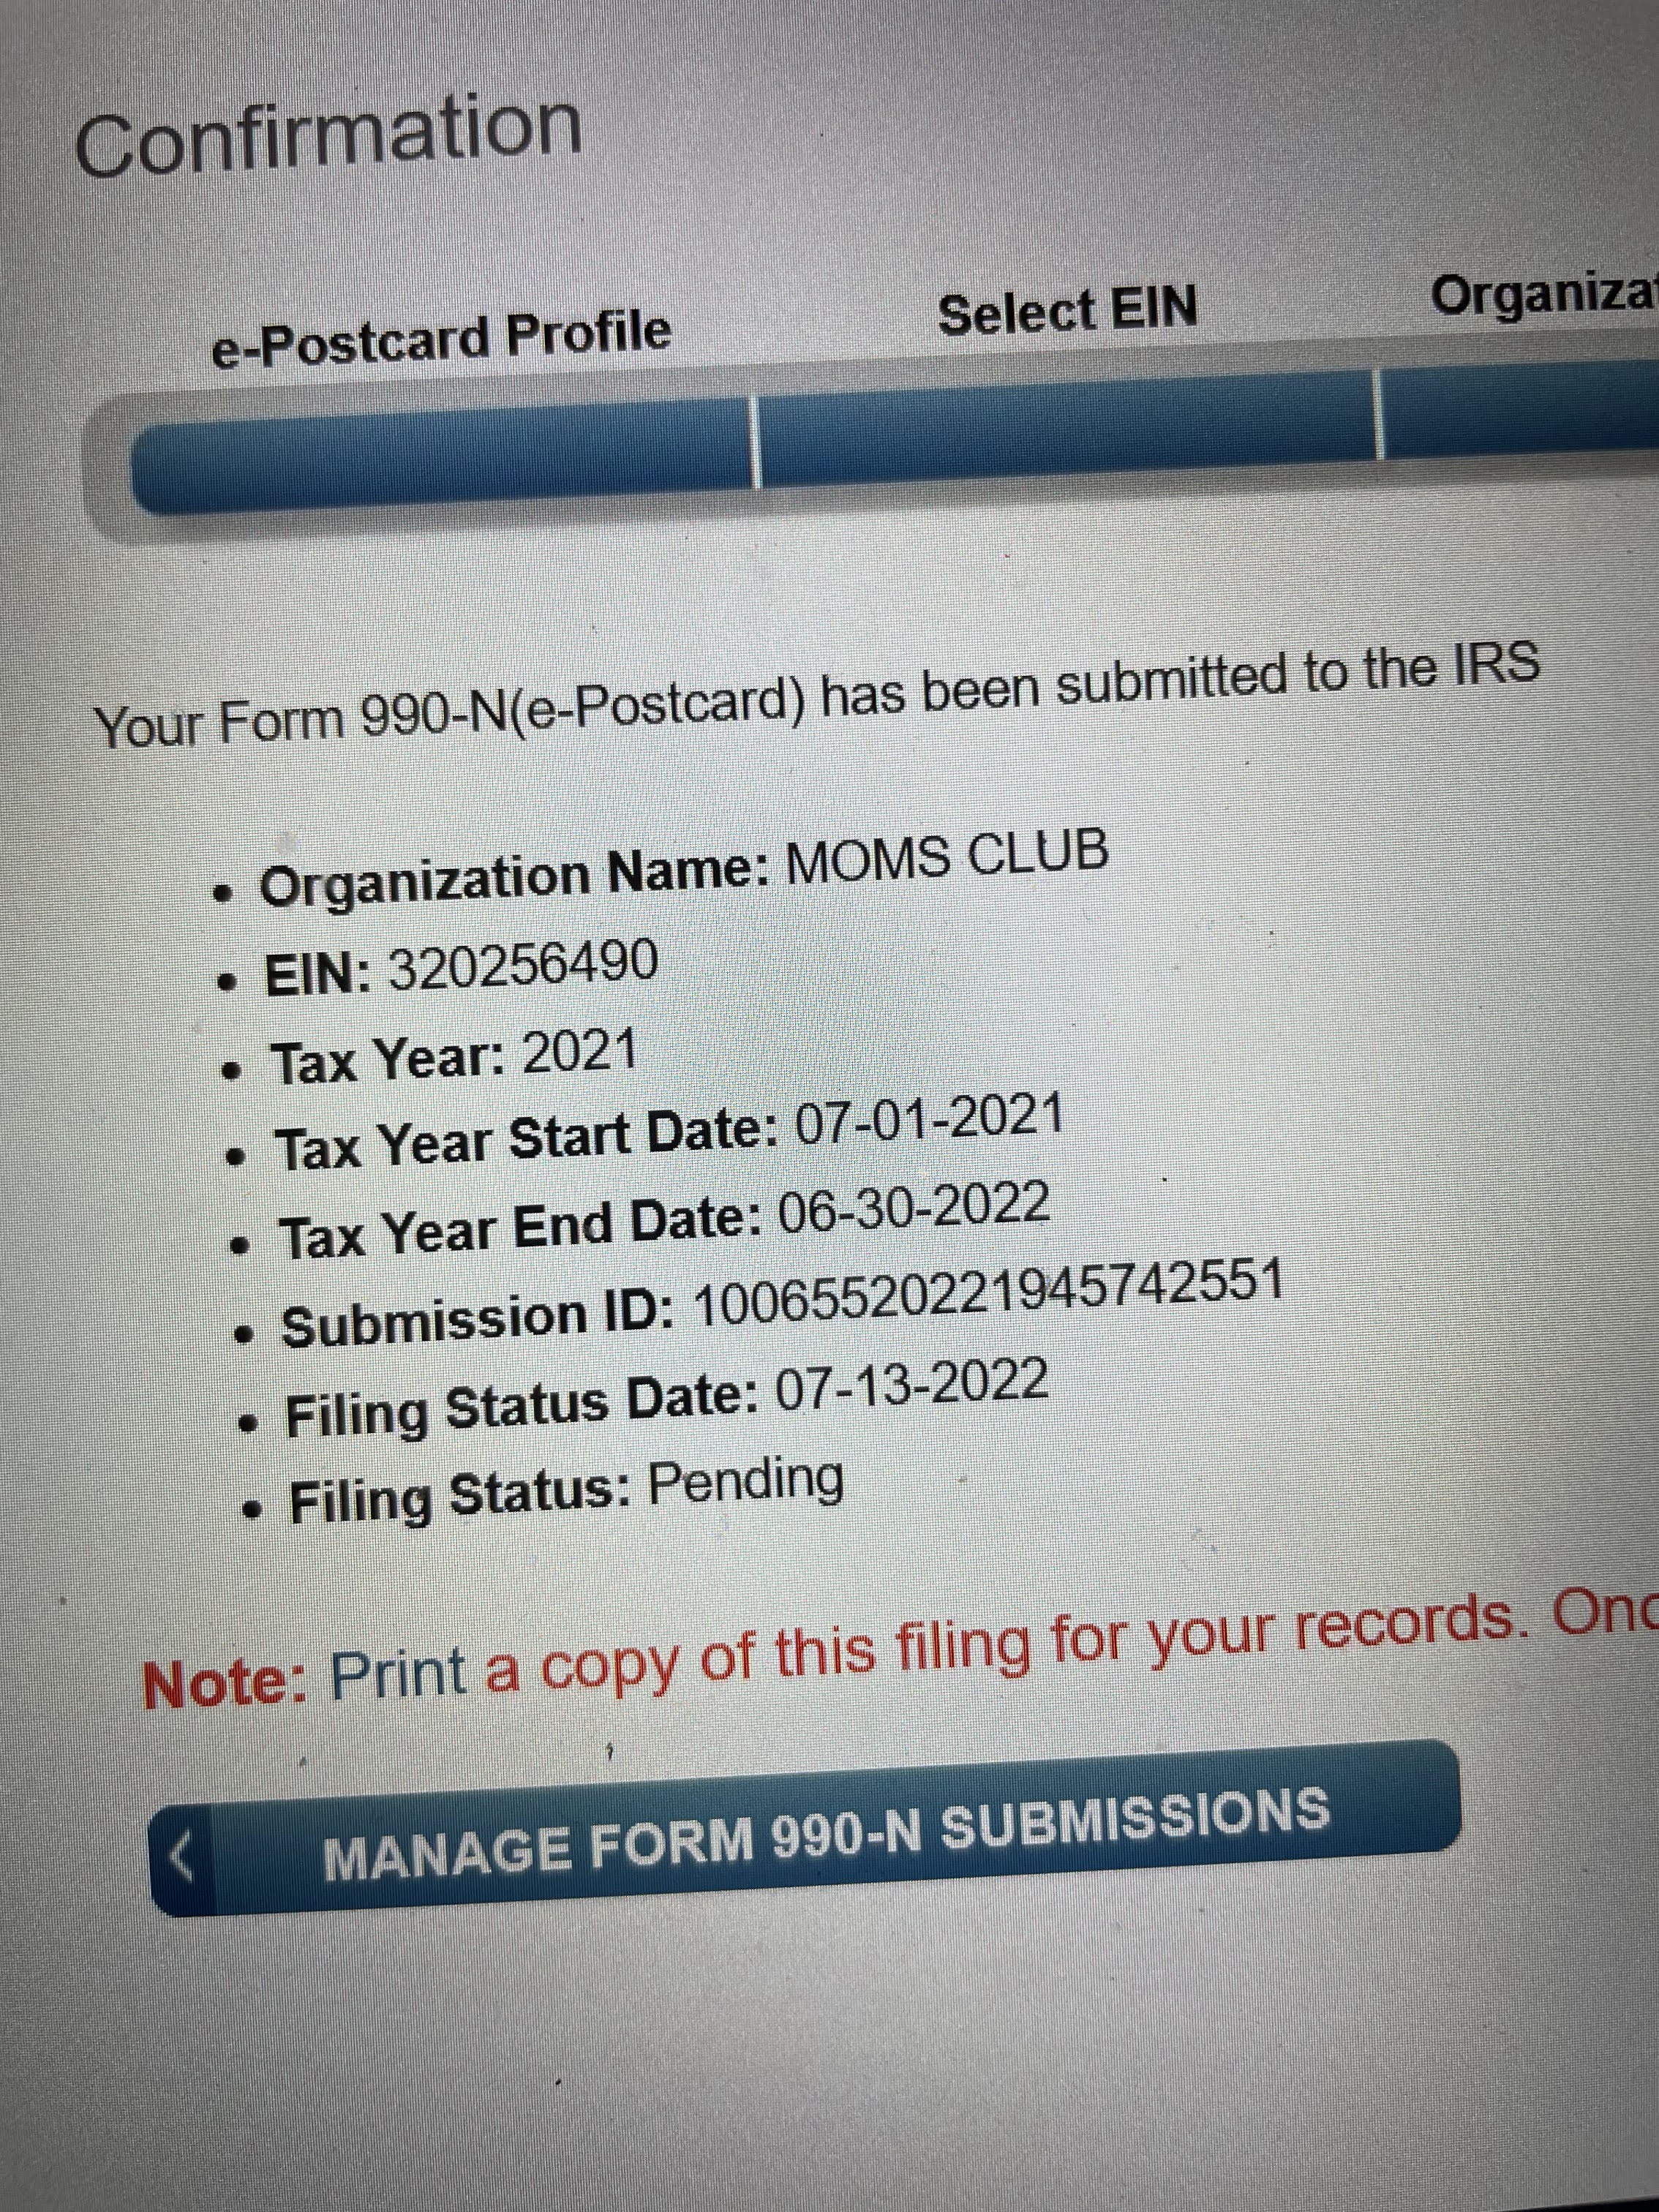 Confirmation
e-Postcard Profile Select EIN Organizat
Your Form 990-N(e-Postcard) has been submitted to the IRS
• Organization Name: MOMS CLUB
• EIN: 320256490
• Tax Year: 2021
• Tax Year Start Date: 07-01-2021
• Tax Year End Date: 06-30-2022
• Submission ID: 10065520221945742551
• Filing Status Date: 07-13-2022
• Filing Status: Pending
Note: Print a copy of this filing for your records. Onc
MANAGE FORM 990-N SUBMISSIONS